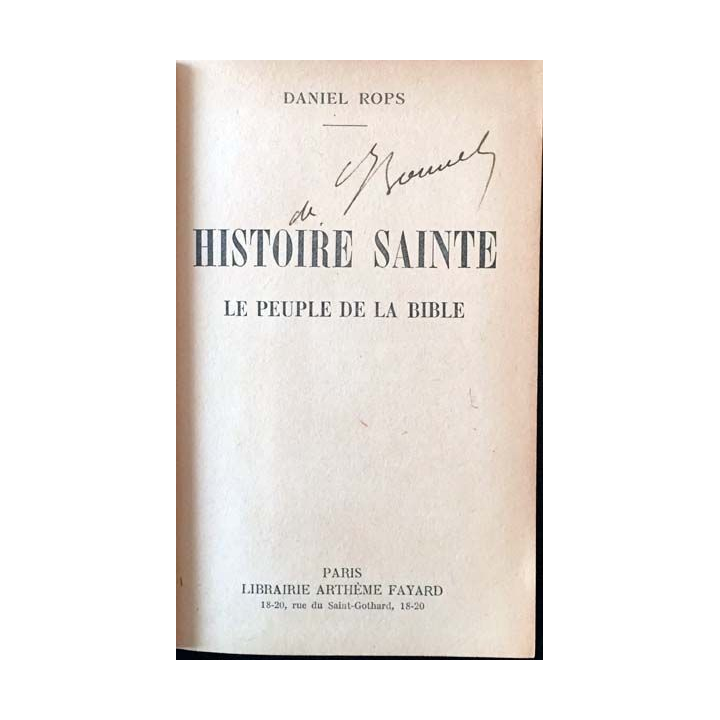 DANIEL ROPS
de
HISTOIRE SAINTE
LE PEUPLE DE LA BIBLE
PARIS
LIBRAIRIE ARTHÈME FAYARD
18-20, rue du Saint-Gothard, 18-20